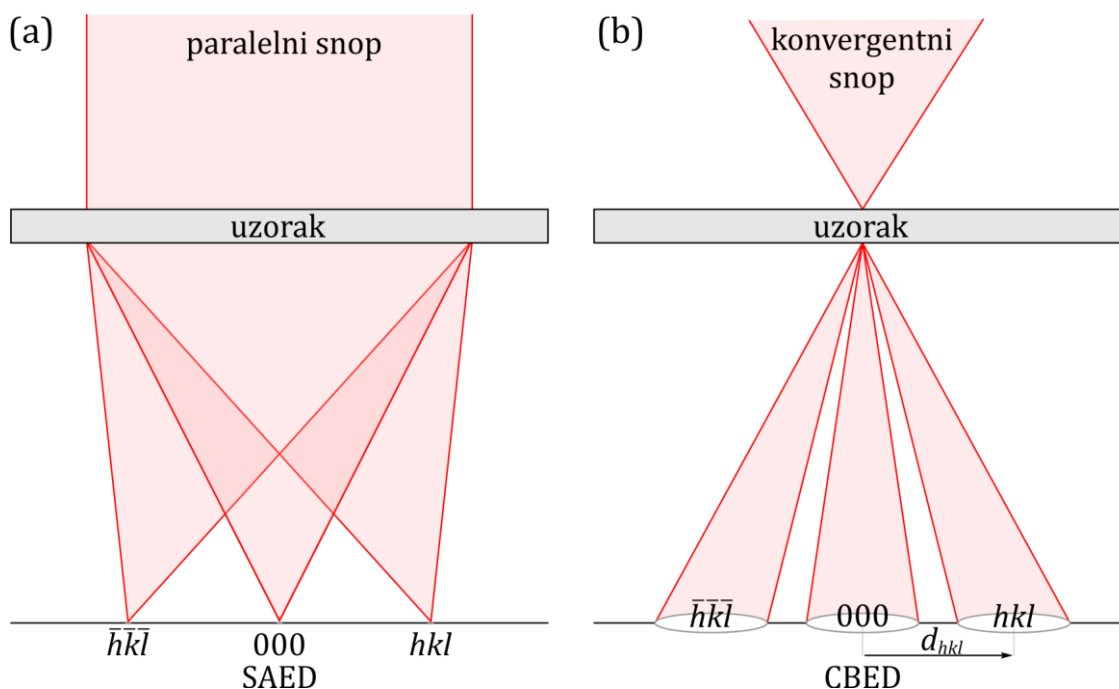 (a)
paralelni snop
uzorak
h̅k̅l̅
000
hkl
SAED
(b)
konvergentni
snop
uzorak
h̅k̅l̅
000
hkl
d_hkl
CBED